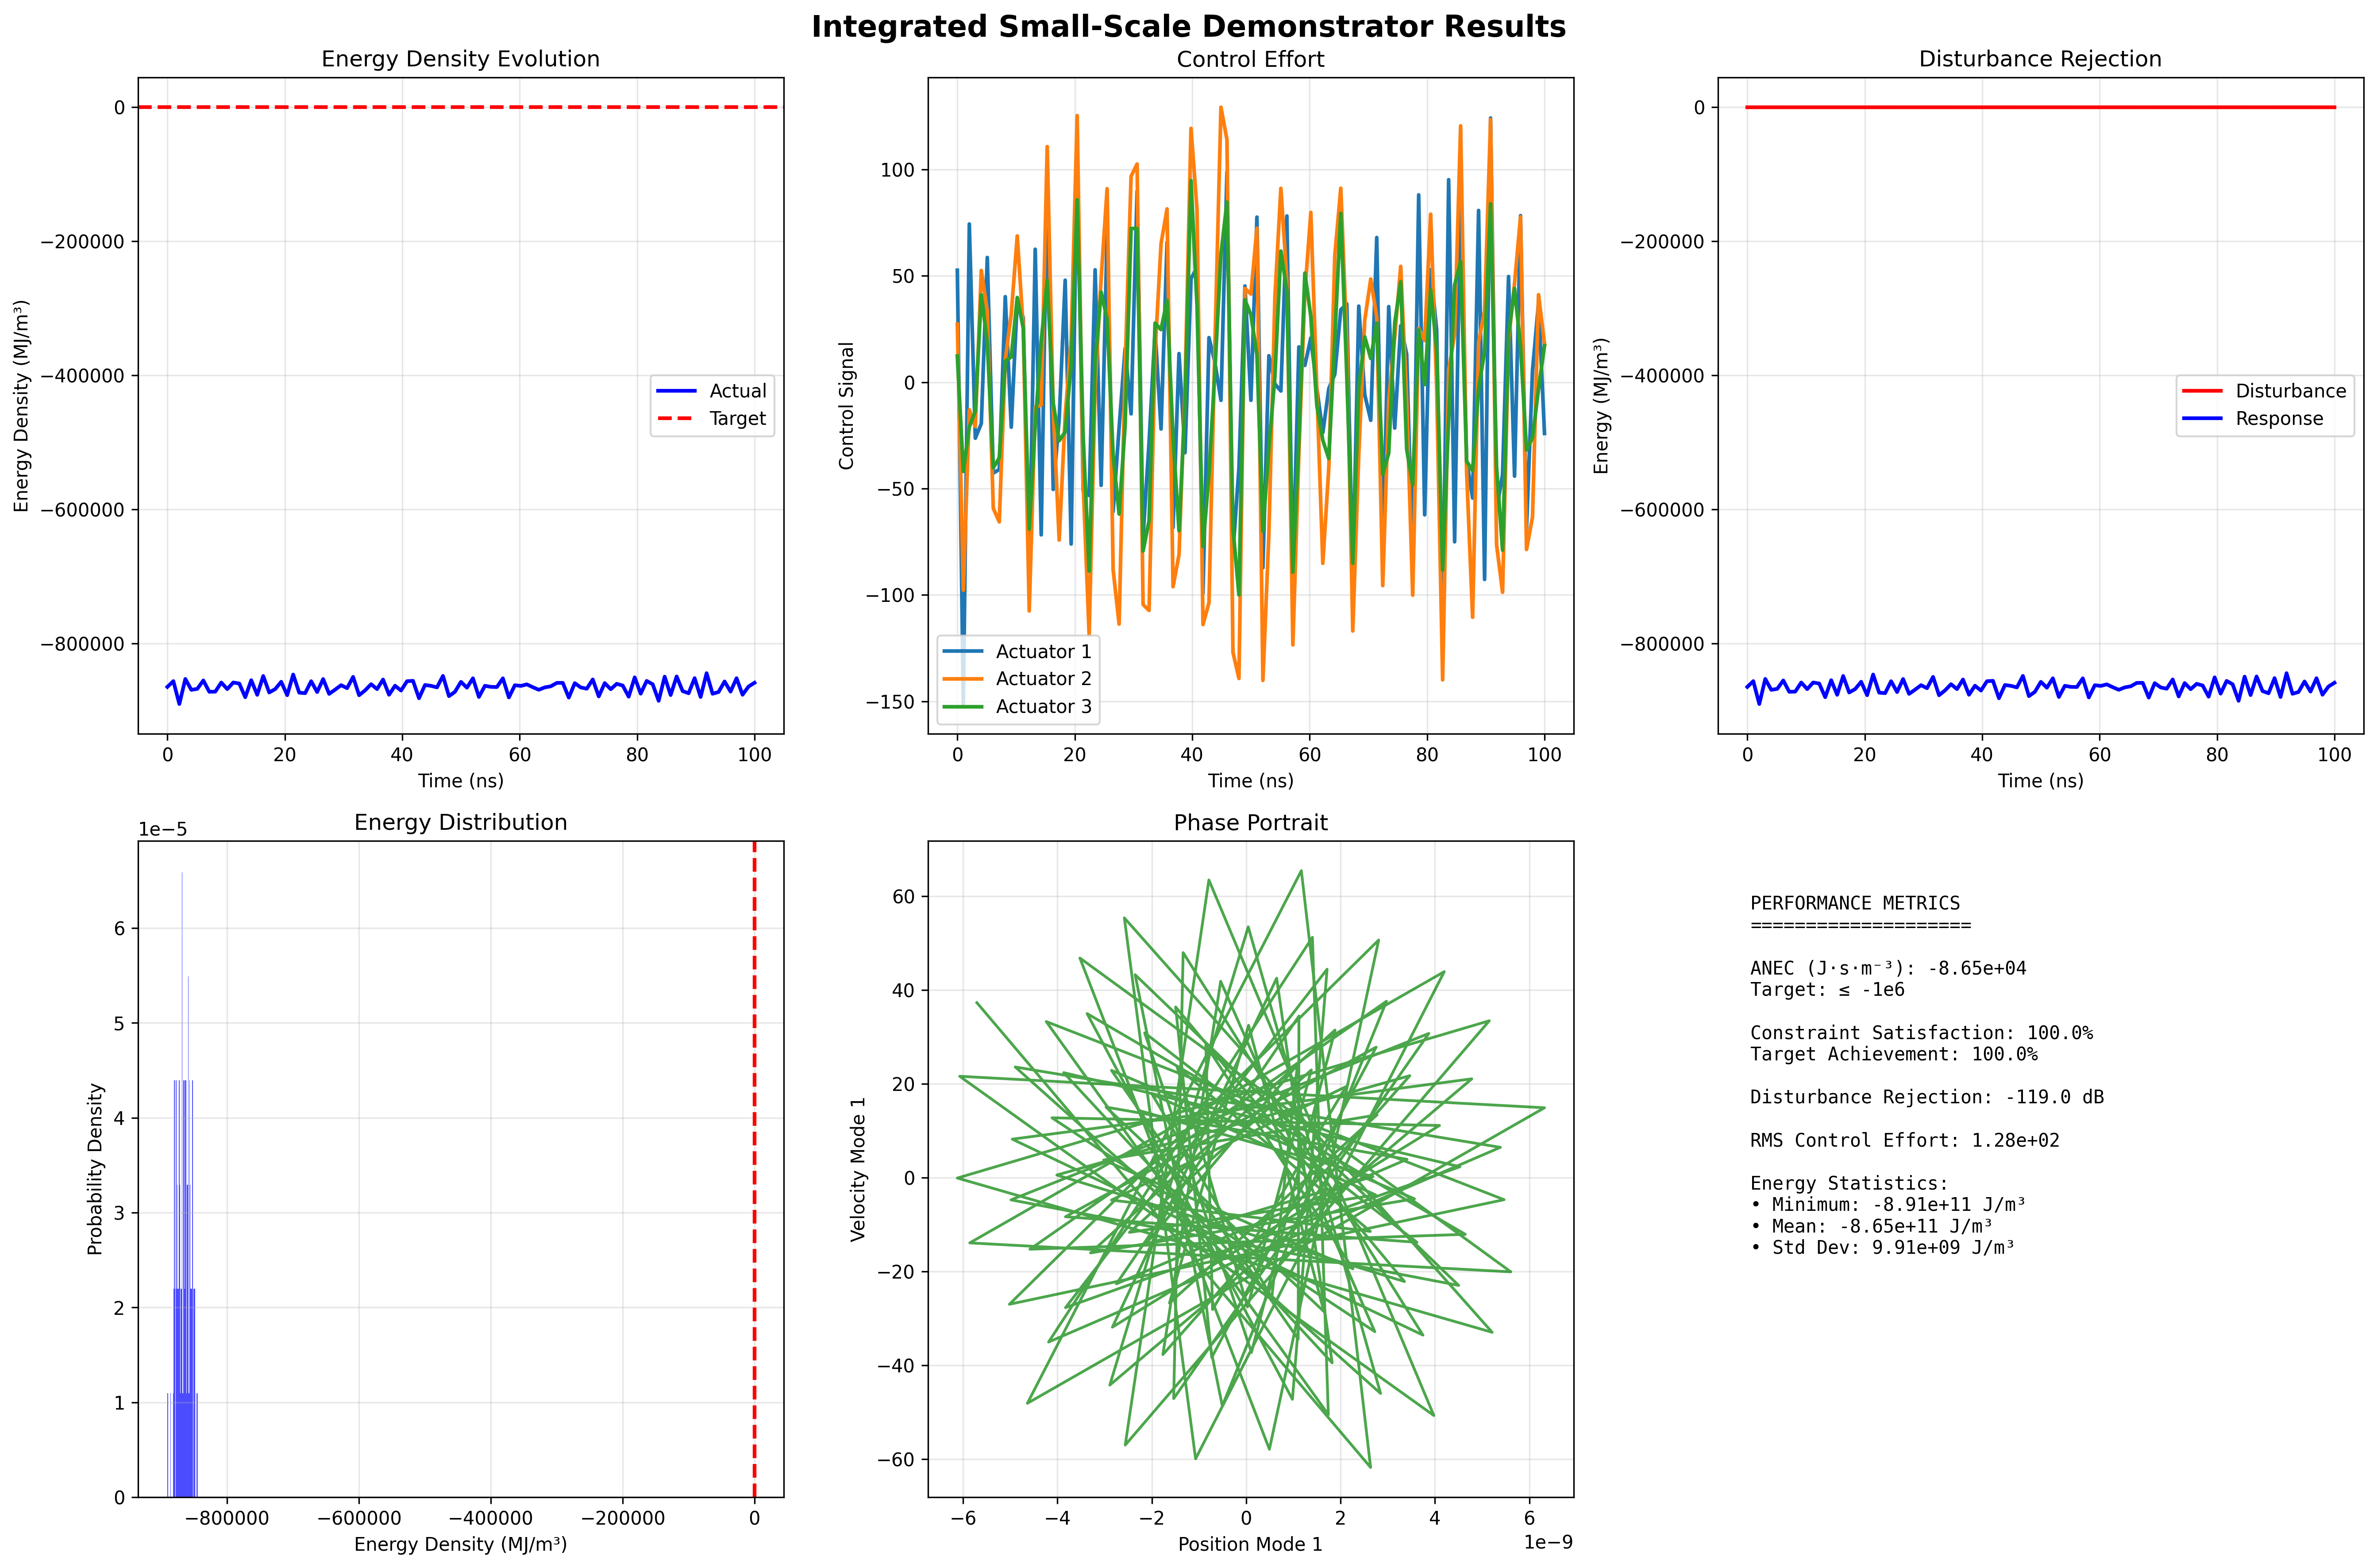 Integrated Small-Scale Demonstrator Results
Energy Density Evolution
0
−200000
−400000
−600000
−800000
Energy Density (MJ/m³)
Actual
Target
0
20
40
60
80
100
Time (ns)
Control Effort
100
50
0
−50
−100
−150
Control Signal
Actuator 1
Actuator 2
Actuator 3
0
20
40
60
80
100
Time (ns)
Disturbance Rejection
0
−200000
−400000
−600000
−800000
Energy (MJ/m³)
Disturbance
Response
0
20
40
60
80
100
Time (ns)
Energy Distribution
1e−5
6
5
4
3
2
1
0
Probability Density
−800000
−600000
−400000
−200000
0
Energy Density (MJ/m³)
Phase Portrait
60
40
20
0
−20
−40
−60
Velocity Mode 1
−6
−4
−2
0
2
4
6
1e−9
Position Mode 1
PERFORMANCE METRICS
====================
ANEC (J·s·m⁻³): -8.65e+04
Target: ≤ -1e6
Constraint Satisfaction: 100.0%
Target Achievement: 100.0%
Disturbance Rejection: -119.0 dB
RMS Control Effort: 1.28e+02
Energy Statistics:
• Minimum: -8.91e+11 J/m³
• Mean: -8.65e+11 J/m³
• Std Dev: 9.91e+09 J/m³